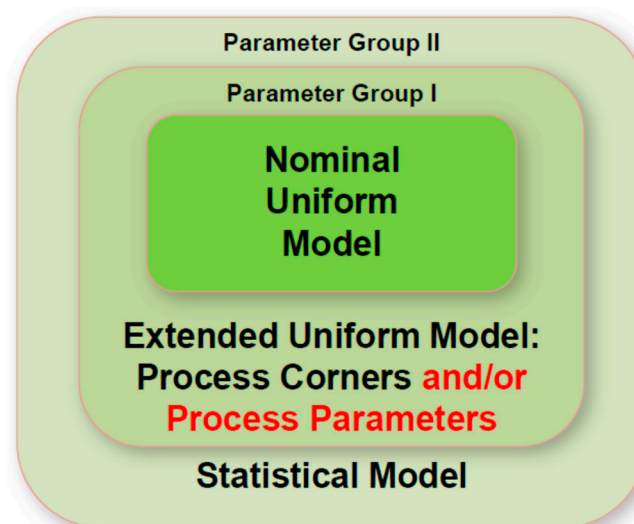 Parameter Group II
Parameter Group I
Nominal
Uniform
Model
Extended Uniform Model:
Process Corners and/or
Process Parameters
Statistical Model